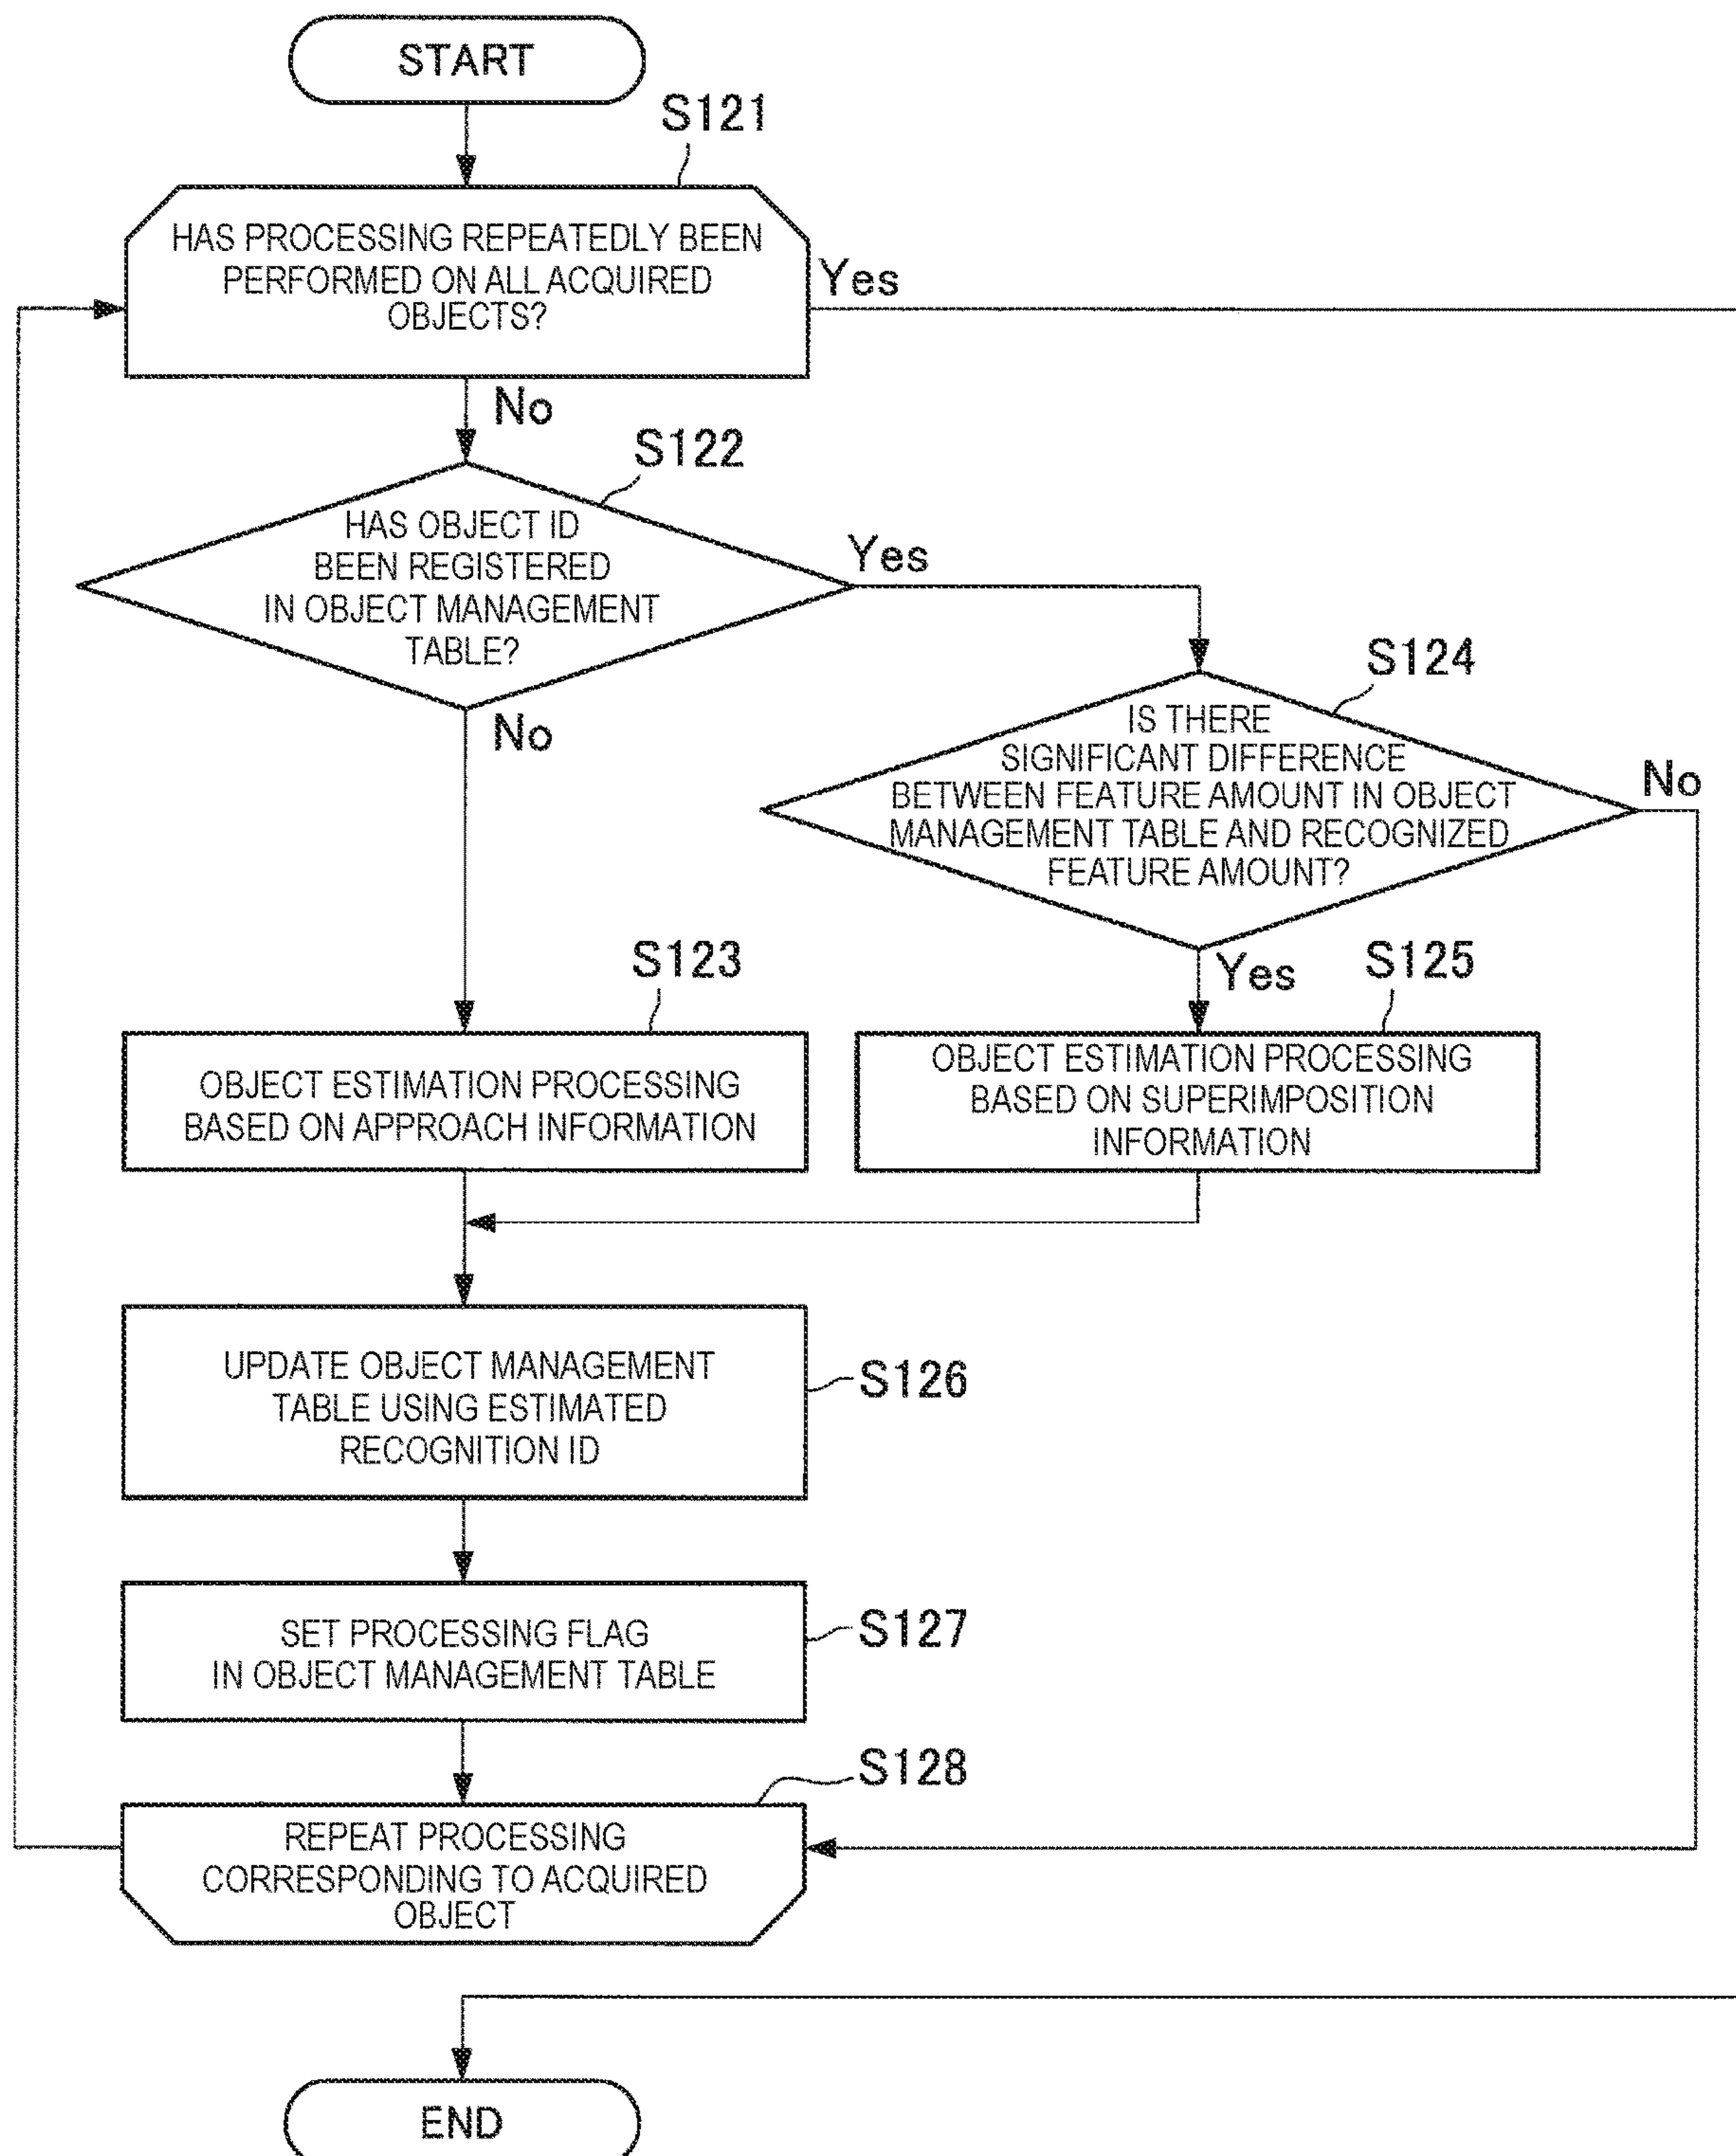 START
S121
HAS PROCESSING REPEATEDLY BEEN
PERFORMED ON ALL ACQUIRED
OBJECTS?
Yes
No
S122
HAS OBJECT ID
BEEN REGISTERED
IN OBJECT MANAGEMENT
TABLE?
Yes
No
S124
IS THERE
SIGNIFICANT DIFFERENCE
BETWEEN FEATURE AMOUNT IN OBJECT
MANAGEMENT TABLE AND RECOGNIZED
FEATURE AMOUNT?
No
Yes
S123
OBJECT ESTIMATION PROCESSING
BASED ON APPROACH INFORMATION
S125
OBJECT ESTIMATION PROCESSING
BASED ON SUPERIMPOSITION
INFORMATION
UPDATE OBJECT MANAGEMENT
TABLE USING ESTIMATED
RECOGNITION ID
S126
SET PROCESSING FLAG
IN OBJECT MANAGEMENT TABLE
S127
S128
REPEAT PROCESSING
CORRESPONDING TO ACQUIRED
OBJECT
END